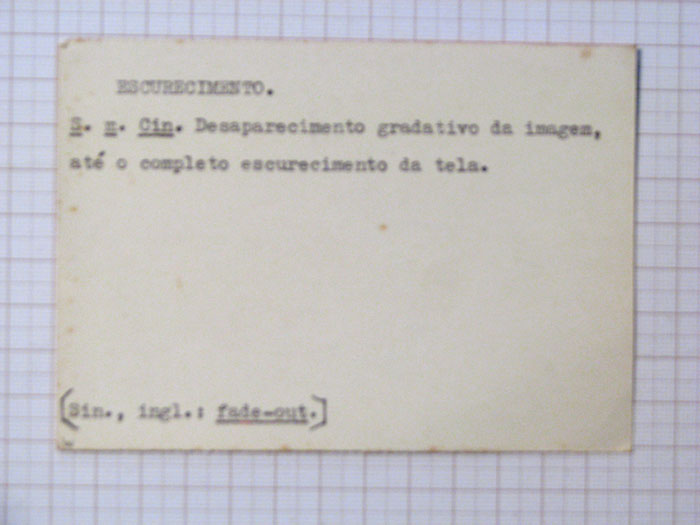 ESCURECIMENTO.
S. m. Cin. Desaparecimento gradativo da imagem,
até o completo escurecimento da tela.
[Sin., ingl.: fade-out.]